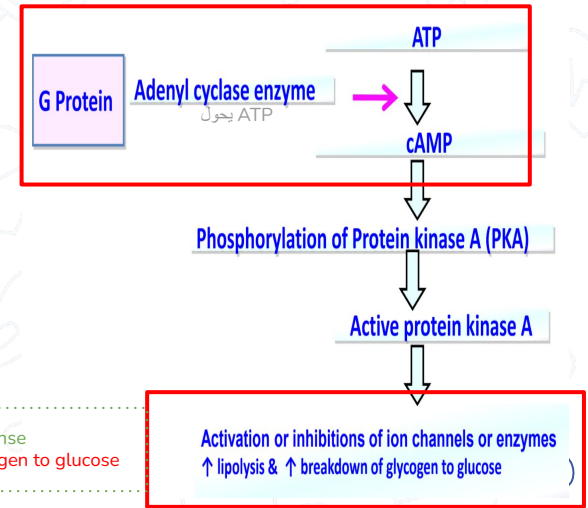 ATP
G Protein
Adenyl cyclase enzyme
يحول ATP
cAMP
Phosphorylation of Protein kinase A (PKA)
Active protein kinase A
nse
gen to glucose
Activation or inhibitions of ion channels or enzymes
↑ lipolysis & ↑ breakdown of glycogen to glucose )